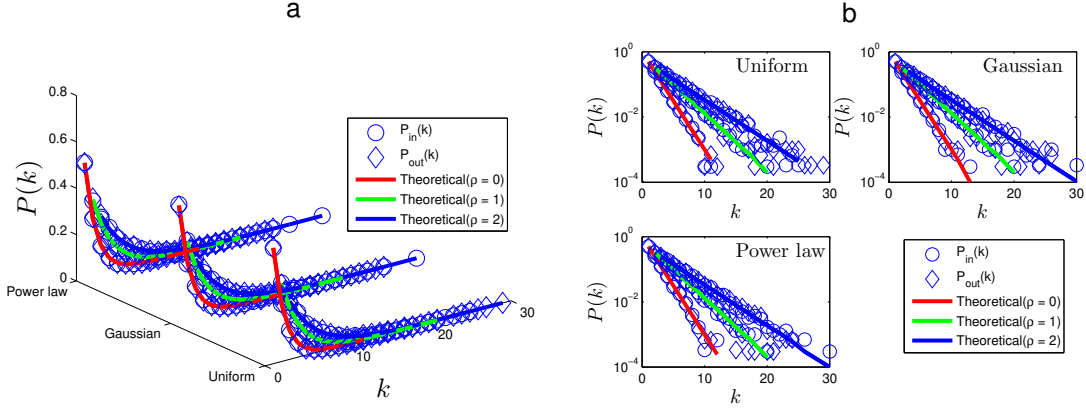 a
0.8
0.6
0.4
0.2
0
P(k)
P_in(k)
P_out(k)
Theoretical(ρ = 0)
Theoretical(ρ = 1)
Theoretical(ρ = 2)
Power law
Gaussian
Uniform
0
10
20
30
k
b
10^0
10^-2
10^-4
P(k)
Uniform
0 10 20 30
k
10^0
10^-2
10^-4
P(k)
Gaussian
0 10 20 30
k
10^0
10^-2
10^-4
P(k)
Power law
0 10 20 30
k
P_in(k)
P_out(k)
Theoretical(ρ = 0)
Theoretical(ρ = 1)
Theoretical(ρ = 2)